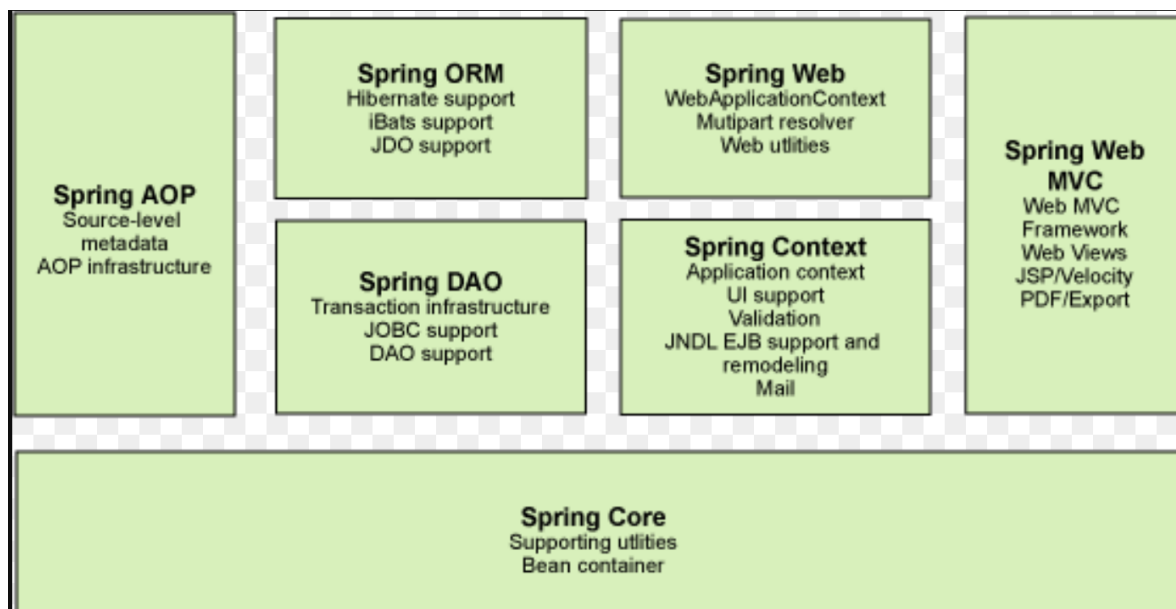 Spring AOP
Source-level
metadata
AOP infrastructure
Spring ORM
Hibernate support
iBats support
JDO support
Spring DAO
Transaction infrastructure
JOBC support
DAO support
Spring Web
WebApplicationContext
Mutipart resolver
Web utlities
Spring Context
Application context
UI support
Validation
JNDL EJB support and
remodeling
Mail
Spring Web
MVC
Web MVC
Framework
Web Views
JSP/Velocity
PDF/Export
Spring Core
Supporting utlities
Bean container